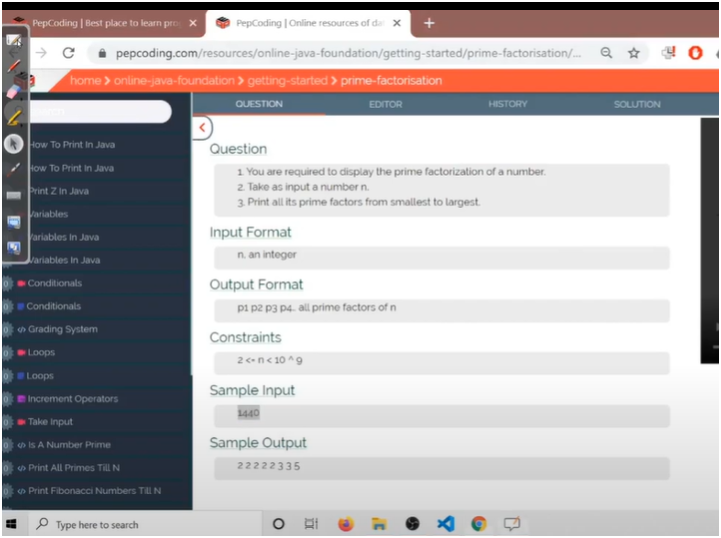 PepCoding | Best place to learn pro
PepCoding | Online resources of da
pepcoding.com/resources/online-java-foundation/getting-started/prime-factorisation/...
home > online-java-foundation > getting-started > prime-factorisation
QUESTION EDITOR HISTORY SOLUTION
How To Print In Java
How To Print In Java
Print Z In Java
Variables
Variables In Java
Variables In Java
Conditionals
Conditionals
Grading System
Loops
Loops
Increment Operators
Take Input
Is A Number Prime
Print All Primes Till N
Print Fibonacci Numbers Till N
Question
1. You are required to display the prime factorization of a number.
2. Take as input a number n.
3. Print all its prime factors from smallest to largest.
Input Format
n, an integer
Output Format
p1 p2 p3 p4.. all prime factors of n
Constraints
2 <= n < 10 ^ 9
Sample Input
1440
Sample Output
2 2 2 2 2 3 3 5
Type here to search